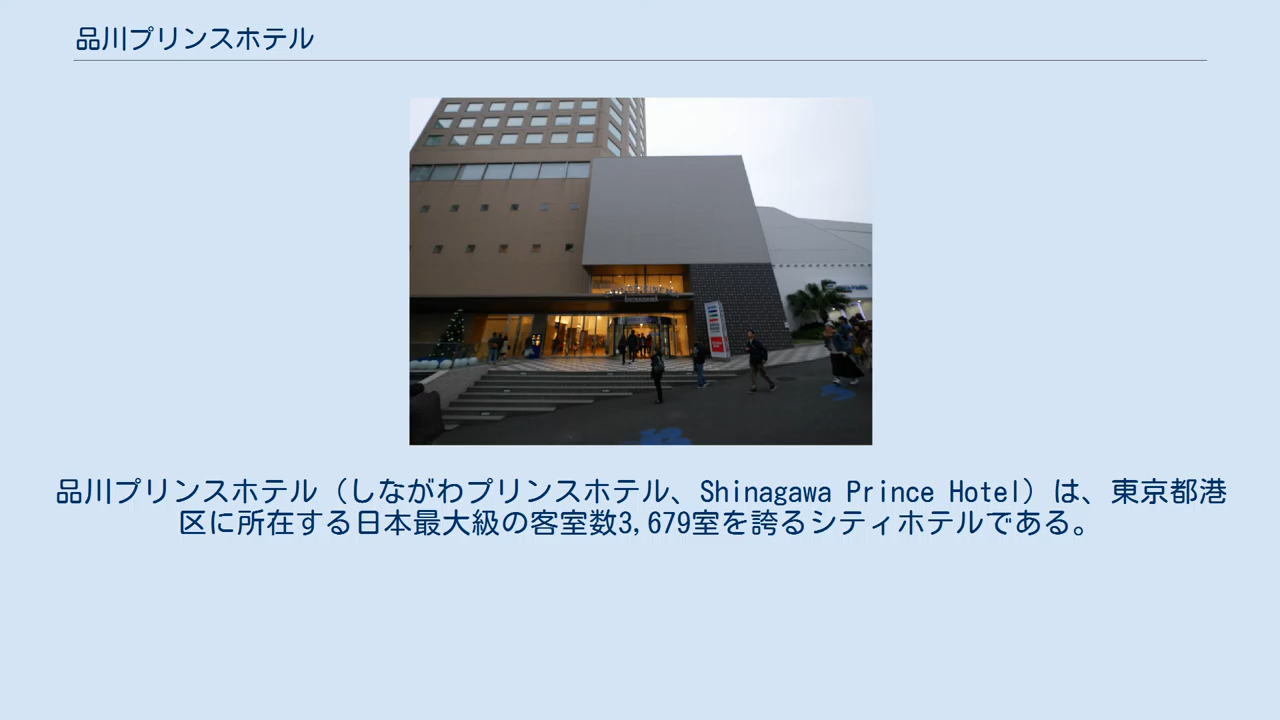 品川プリンスホテル
品川プリンスホテル（しながわプリンスホテル、Shinagawa Prince Hotel）は、東京都港
区に所在する日本最大級の客室数3,679室を誇るシティホテルである。